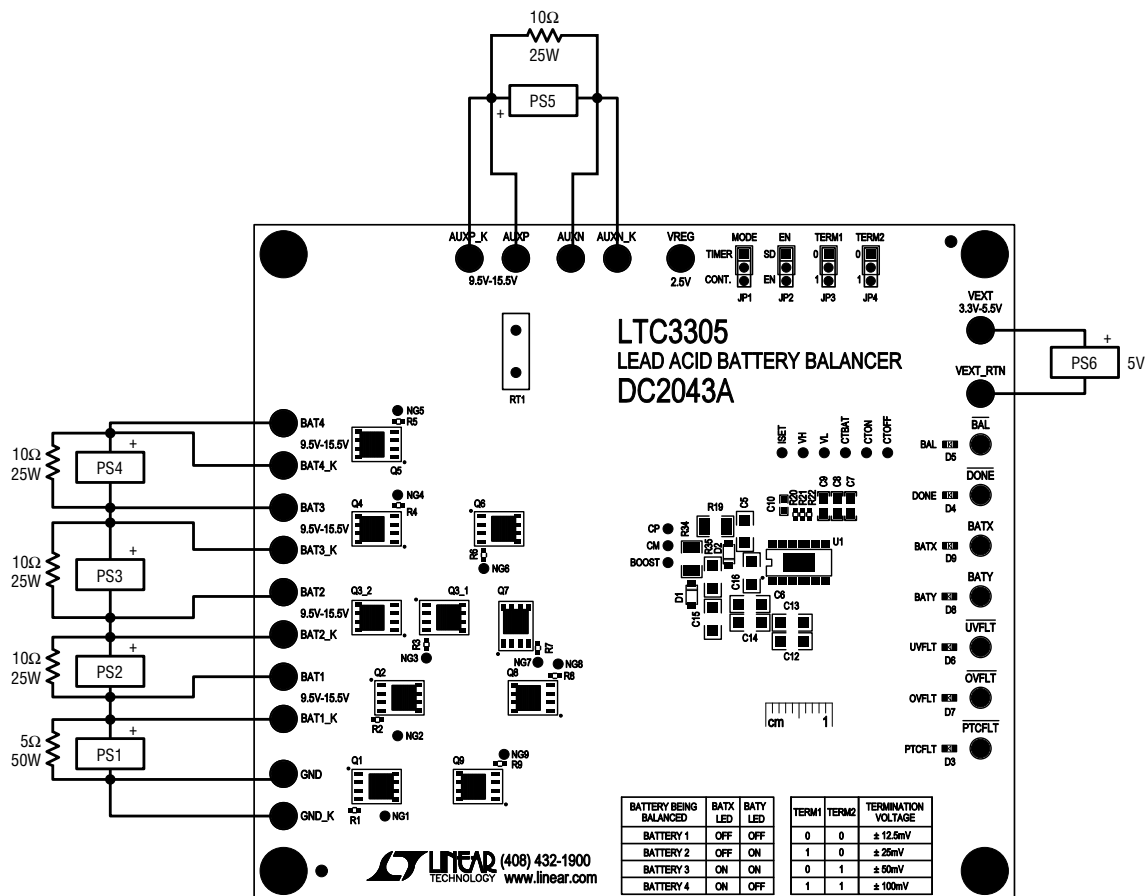 10Ω
25W
PS5
+
AUXP_K AUXP AUXN AUXN_K VREG MODE EN TERM1 TERM2
TIMER SD 0 0
CONT. EN 1 1
9.5V-15.5V 2.5V JP1 JP2 JP3 JP4
VEXT
3.3V-5.5V
LTC3305
LEAD ACID BATTERY BALANCER
DC2043A
+
PS6 5V
VEXT_RTN
RT1
10Ω
25W
+
PS4
10Ω
25W
+
PS3
10Ω
25W
+
PS2
5Ω
50W
+
PS1
BAT4
9.5V-15.5V
BAT4_K
BAT3
9.5V-15.5V
BAT3_K
BAT2
9.5V-15.5V
BAT2_K
BAT1
9.5V-15.5V
BAT1_K
GND
GND_K
NG5
R5
Q5
Q4
NG4
R4
Q6
R6
NG6
Q3_2
Q3_1
Q7
R3
NG3
R7
NG7
NG8
R8
Q2
Q8
R2
NG2
Q1
Q9
NG9
R9
R1
NG1
ISET VH VL CTBAT CTON CTOFF
C10 R20 R21 R22 C9 C8 C7
CP
CM
BOOST
R34 R19 C5
R35 D2
U1
D1 C15 C16 C6
C13
C14
C12
cm 1
BAL
BAL D5
DONE
DONE D4
BATX
BATX D9
BATY
BATY D8
UVFLT
UVFLT D6
OVFLT
OVFLT D7
PTCFLT
PTCFLT D3
BATTERY BEING BALANCED BATX LED BATY LED
BATTERY 1 OFF OFF
BATTERY 2 OFF ON
BATTERY 3 ON ON
BATTERY 4 ON OFF
TERM1 TERM2 TERMINATION VOLTAGE
0 0 ± 12.5mV
1 0 ± 25mV
0 1 ± 50mV
1 1 ± 100mV
LINEAR TECHNOLOGY
(408) 432-1900
www.linear.com